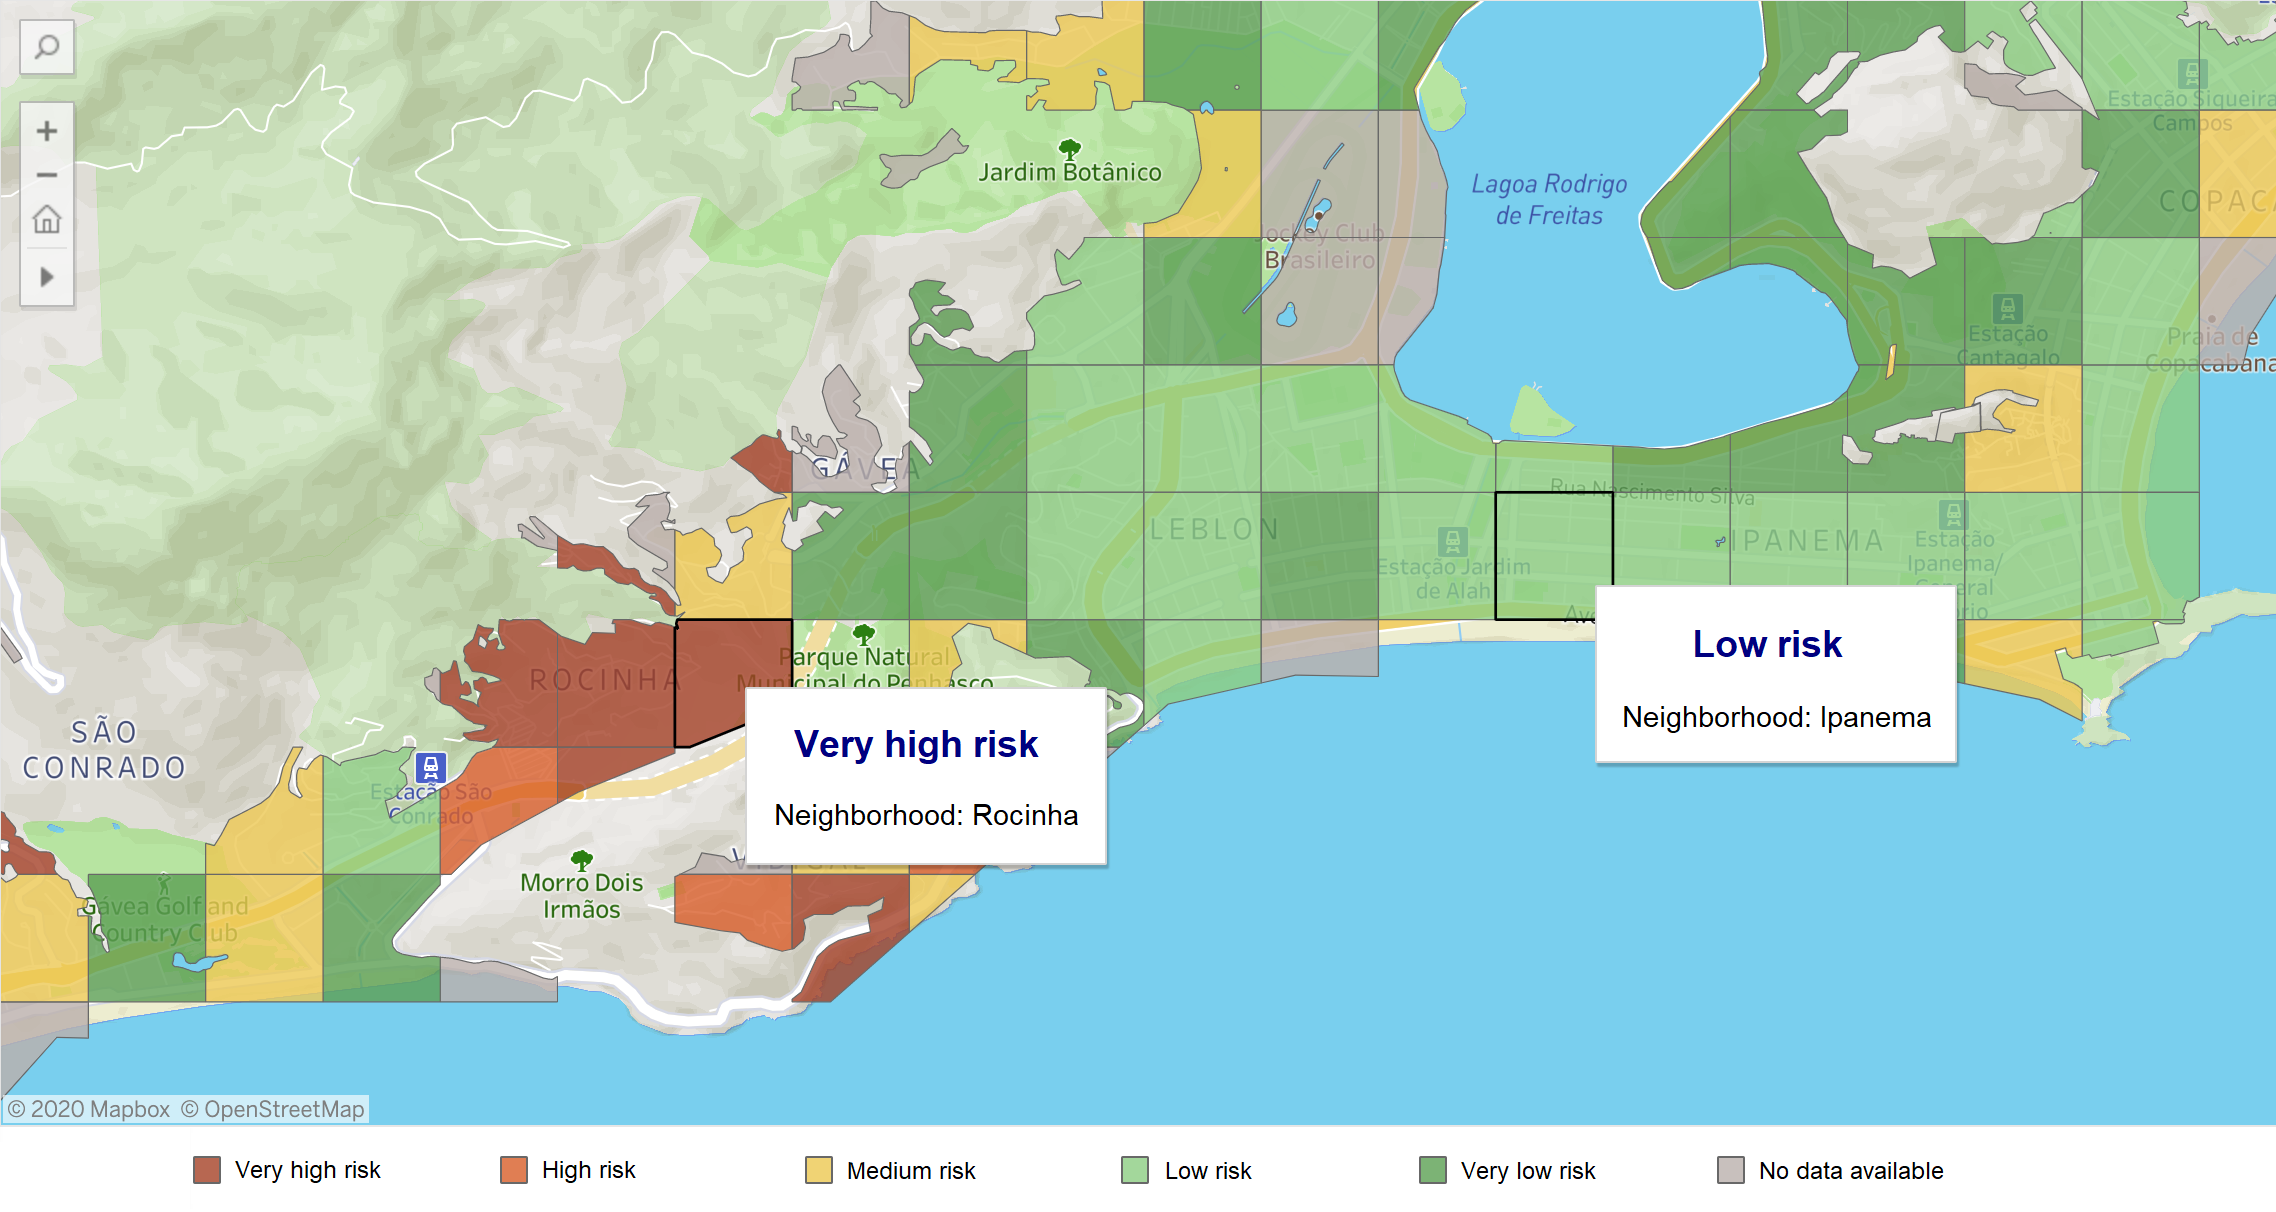 Estação Siqueira
Campos
Jardim Botânico
Lagoa Rodrigo
de Freitas
COPACA
Jockey Club
Brasileiro
Estação
Cantagalo
Praia de
Copacabana
GÁVEA
Rua Nascimento Silva
LEBLON
IPANEMA
Estação Jardim
de Alah
Estação
Ipanema/
General
Ave
Parque Natural
Municipal do Penhasco
ROCINHA
Low risk
Neighborhood: Ipanema
SÃO
CONRADO
Very high risk
Neighborhood: Rocinha
Estação São
Conrado
Morro Dois
Irmãos
Gávea Golf and
Country Club
© 2020 Mapbox © OpenStreetMap
Very high risk
High risk
Medium risk
Low risk
Very low risk
No data available